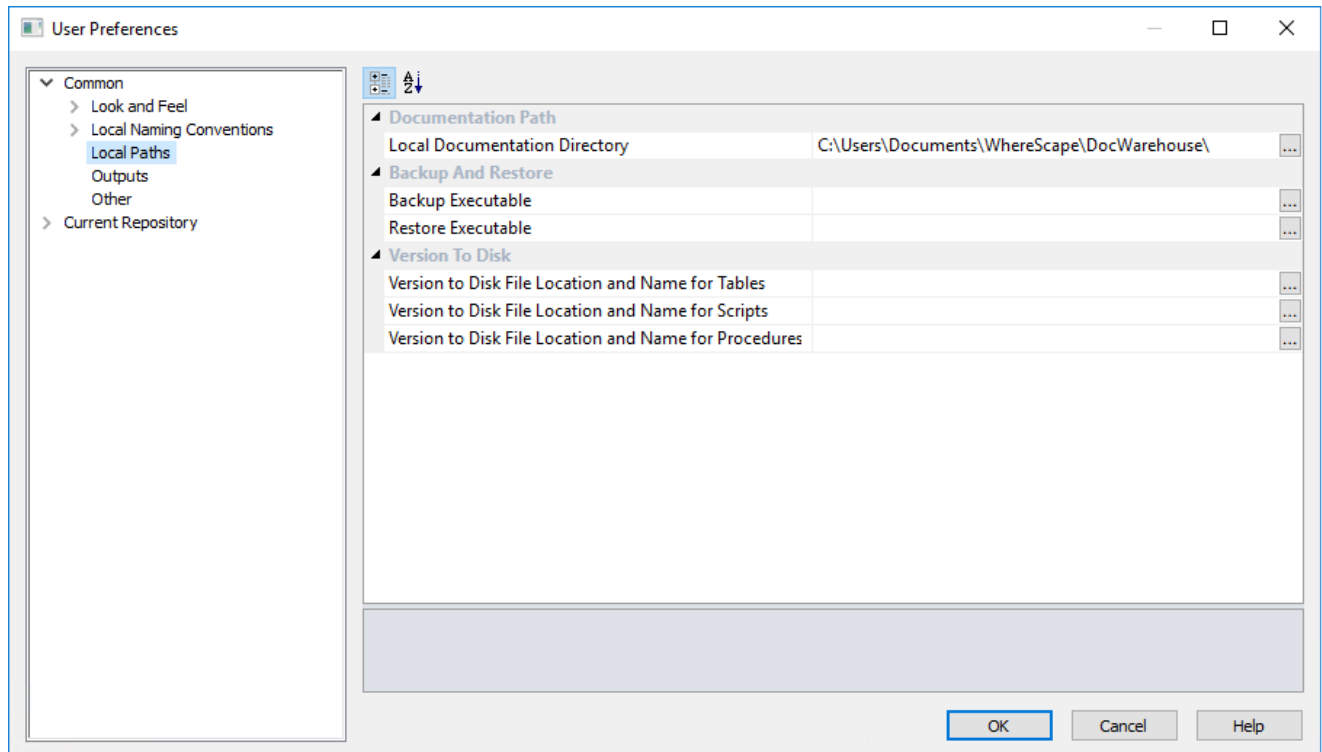 User Preferences
Common
Look and Feel
Local Naming Conventions
Local Paths
Outputs
Other
Current Repository
Documentation Path
Local Documentation Directory C:\Users\Documents\WhereScape\DocWarehouse\ ...
Backup And Restore
Backup Executable ...
Restore Executable ...
Version To Disk
Version to Disk File Location and Name for Tables ...
Version to Disk File Location and Name for Scripts ...
Version to Disk File Location and Name for Procedures ...
OK Cancel Help